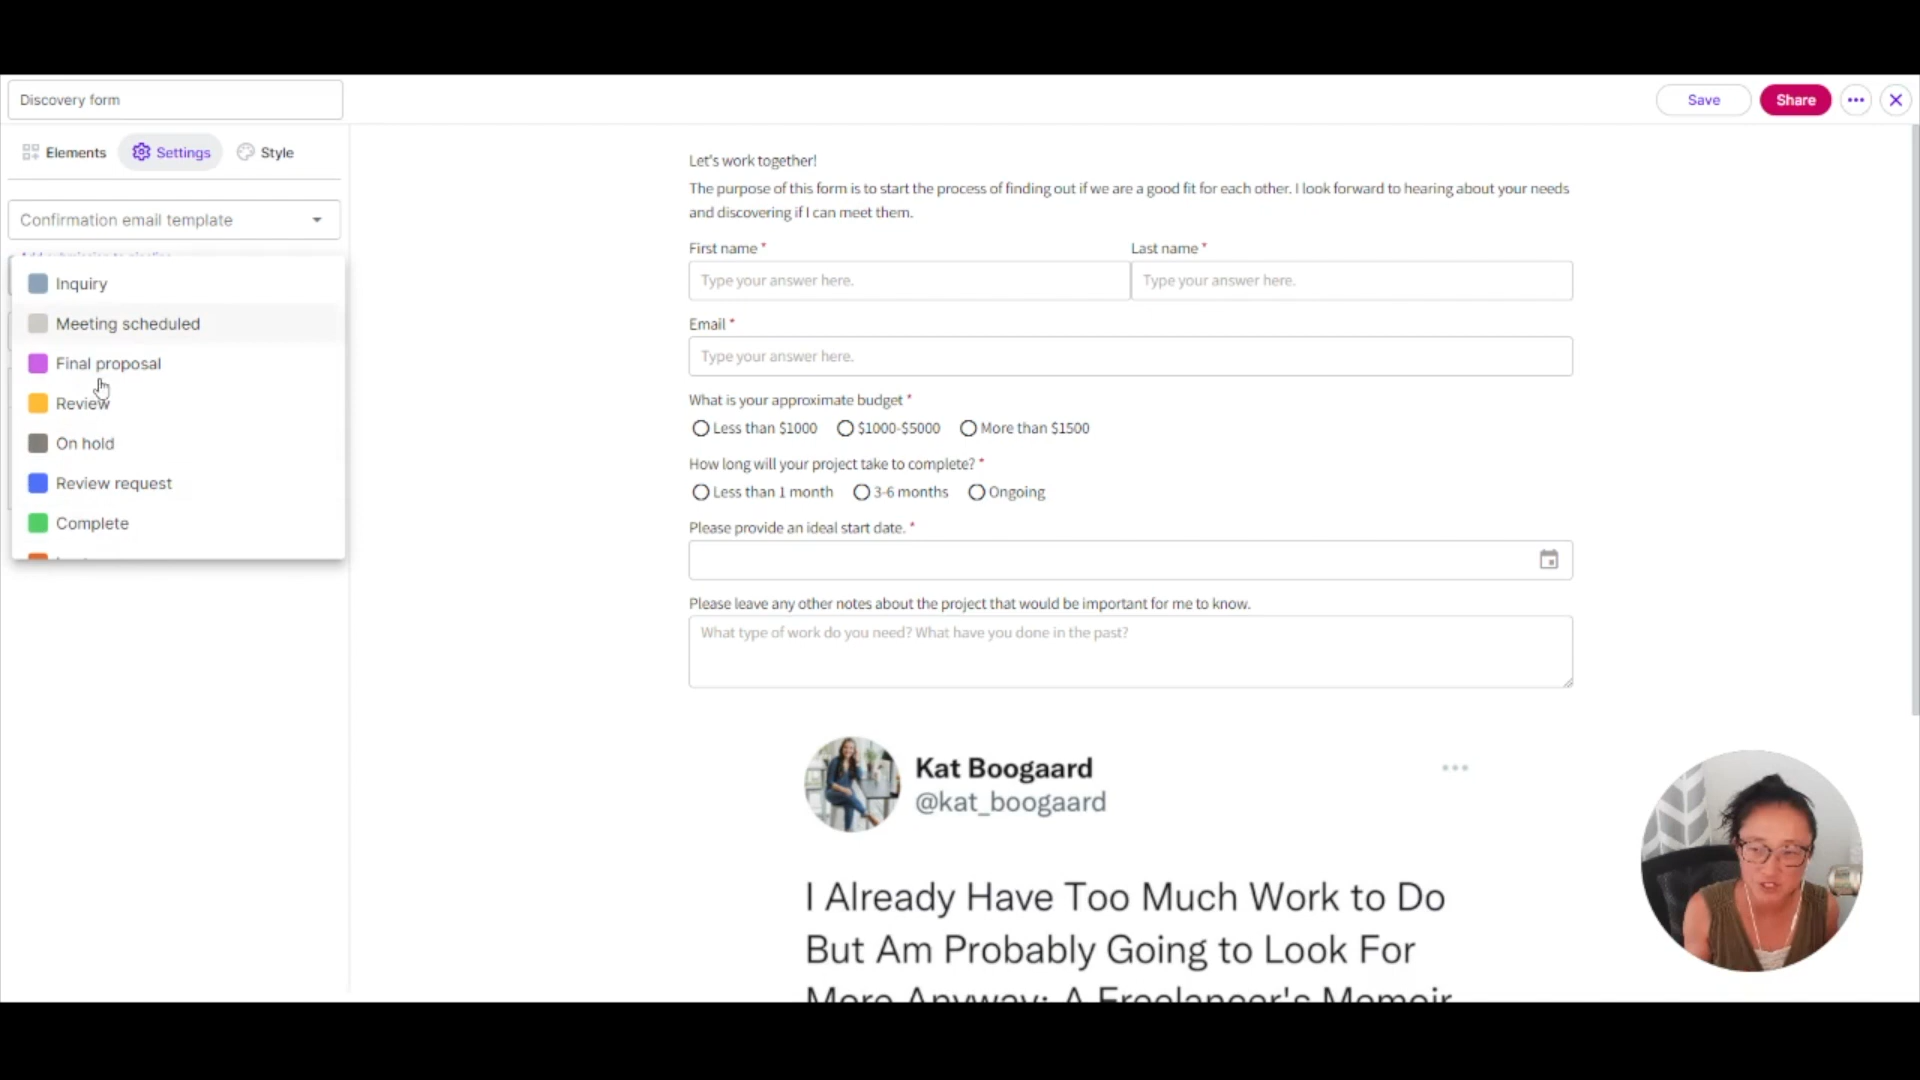 Discovery form
Save
Share
Elements
Settings
Style
Confirmation email template
Add submission to pipeline
Inquiry
Meeting scheduled
Final proposal
Review
On hold
Review request
Complete
Let's work together!
The purpose of this form is to start the process of finding out if we are a good fit for each other. I look forward to hearing about your needs
and discovering if I can meet them.
First name *
Last name *
Type your answer here.
Type your answer here.
Email *
Type your answer here.
What is your approximate budget *
Less than $1000
$1000-$5000
More than $1500
How long will your project take to complete? *
Less than 1 month
3-6 months
Ongoing
Please provide an ideal start date. *
Please leave any other notes about the project that would be important for me to know.
What type of work do you need? What have you done in the past?
Kat Boogaard
@kat_boogaard
I Already Have Too Much Work to Do
But Am Probably Going to Look For
More Anyway: A Freelancer's Memoir